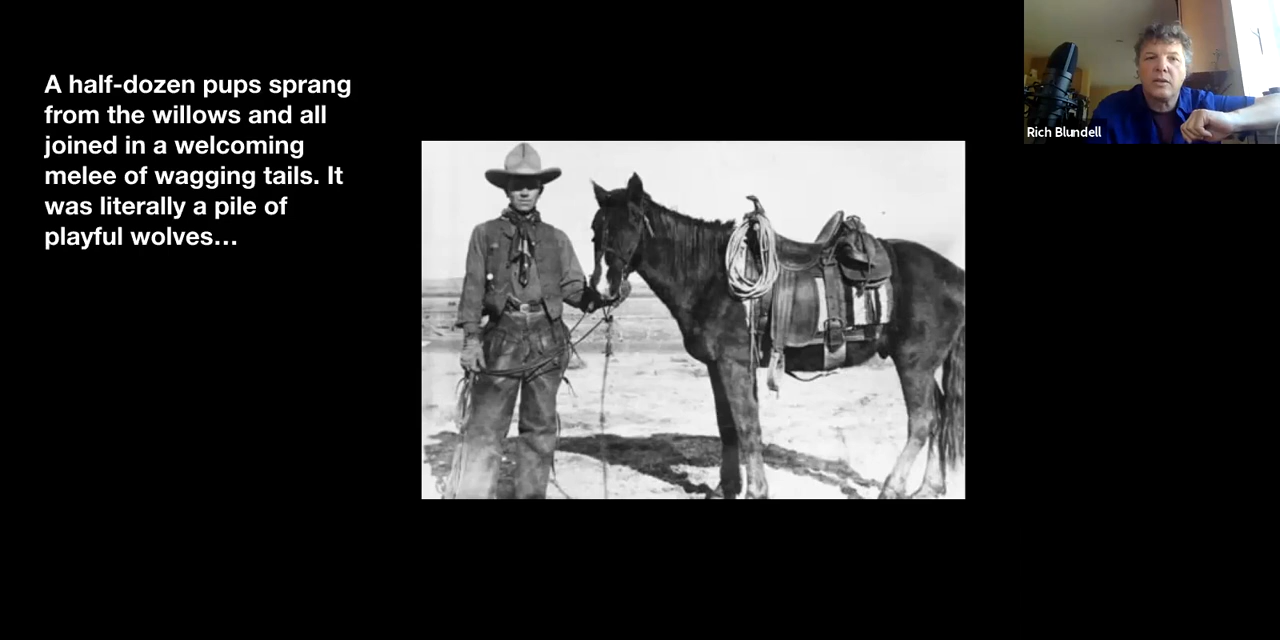 A half-dozen pups sprang
from the willows and all
joined in a welcoming
melee of wagging tails. It
was literally a pile of
playful wolves…
Rich Blundell